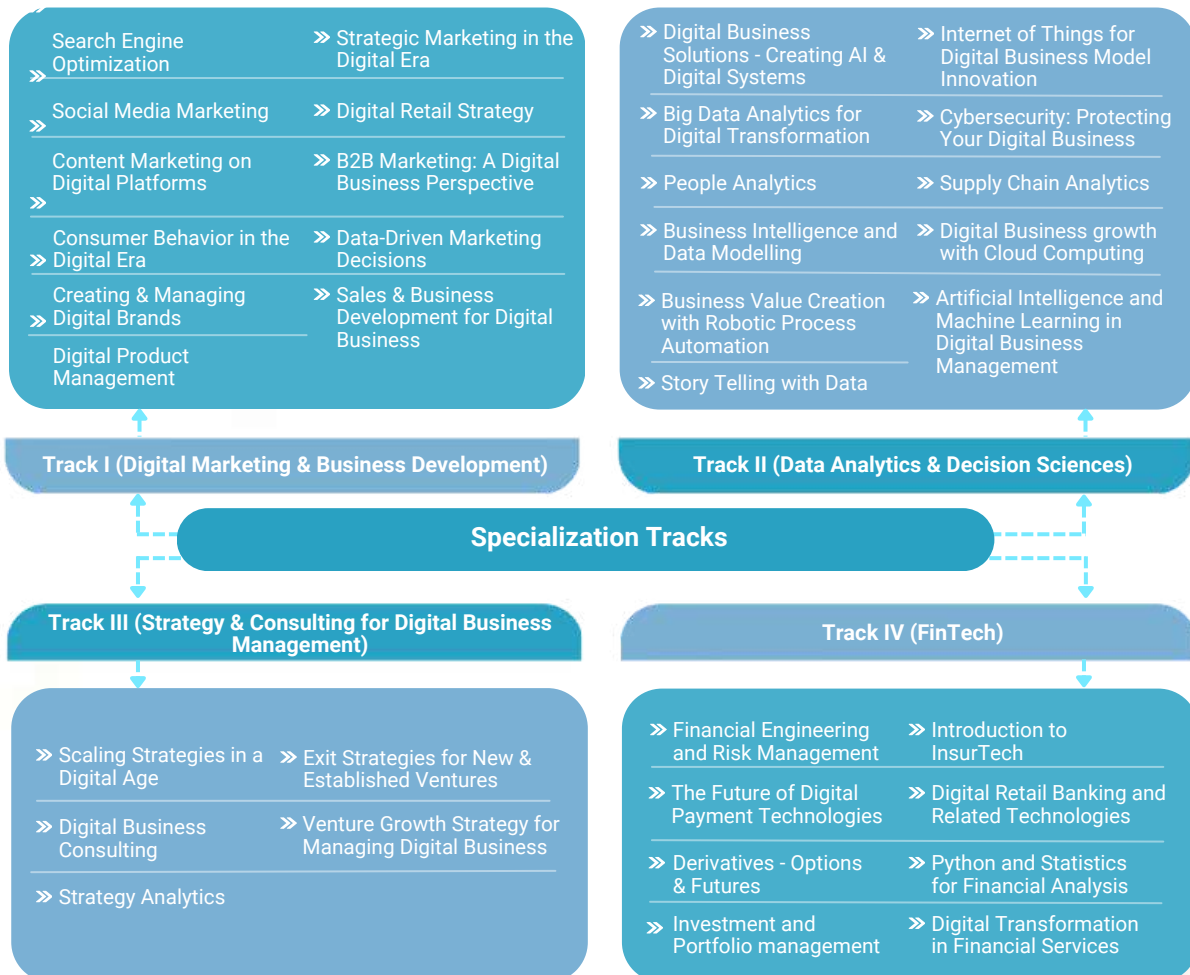 Search Engine
Optimization
Social Media Marketing
Content Marketing on
Digital Platforms
Consumer Behavior in the
Digital Era
Creating & Managing
Digital Brands
Digital Product
Management
Strategic Marketing in the
Digital Era
Digital Retail Strategy
B2B Marketing: A Digital
Business Perspective
Data-Driven Marketing
Decisions
Sales & Business
Development for Digital
Business
Digital Business
Solutions - Creating AI &
Digital Systems
Big Data Analytics for
Digital Transformation
People Analytics
Business Intelligence and
Data Modelling
Business Value Creation
with Robotic Process
Automation
Story Telling with Data
Internet of Things for
Digital Business Model
Innovation
Cybersecurity: Protecting
Your Digital Business
Supply Chain Analytics
Digital Business growth
with Cloud Computing
Artificial Intelligence and
Machine Learning in
Digital Business
Management
Track I (Digital Marketing & Business Development)
Track II (Data Analytics & Decision Sciences)
Specialization Tracks
Track III (Strategy & Consulting for Digital Business
Management)
Track IV (FinTech)
Scaling Strategies in a
Digital Age
Digital Business
Consulting
Strategy Analytics
Exit Strategies for New &
Established Ventures
Venture Growth Strategy for
Managing Digital Business
Financial Engineering
and Risk Management
The Future of Digital
Payment Technologies
Derivatives - Options
& Futures
Investment and
Portfolio management
Introduction to
InsurTech
Digital Retail Banking and
Related Technologies
Python and Statistics
for Financial Analysis
Digital Transformation
in Financial Services